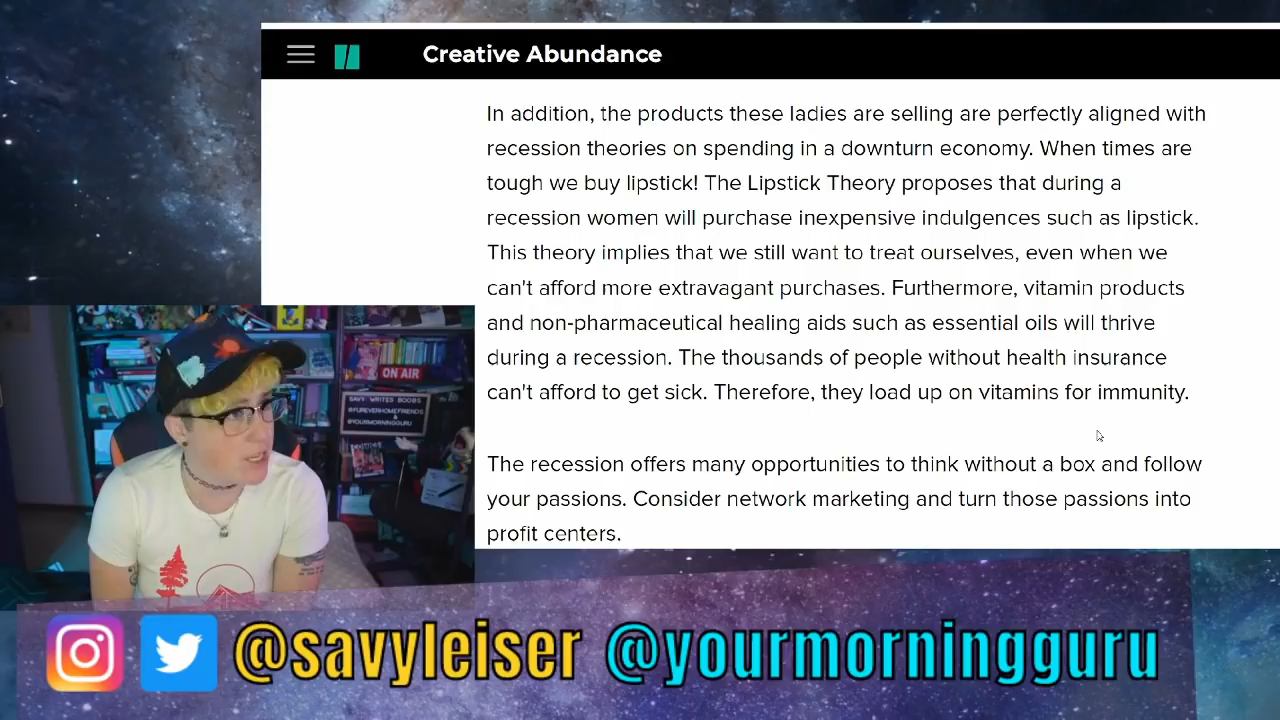 Creative Abundance
In addition, the products these ladies are selling are perfectly aligned with
recession theories on spending in a downturn economy. When times are
tough we buy lipstick! The Lipstick Theory proposes that during a
recession women will purchase inexpensive indulgences such as lipstick.
This theory implies that we still want to treat ourselves, even when we
can't afford more extravagant purchases. Furthermore, vitamin products
and non-pharmaceutical healing aids such as essential oils will thrive
during a recession. The thousands of people without health insurance
can't afford to get sick. Therefore, they load up on vitamins for immunity.
The recession offers many opportunities to think without a box and follow
your passions. Consider network marketing and turn those passions into
profit centers.
ON AIR
SAVY WRITES BOOBS
@FUREVERHOMEFRIENDS
&
@YOURMORNINGGURU
@savyleiser @yourmorningguru